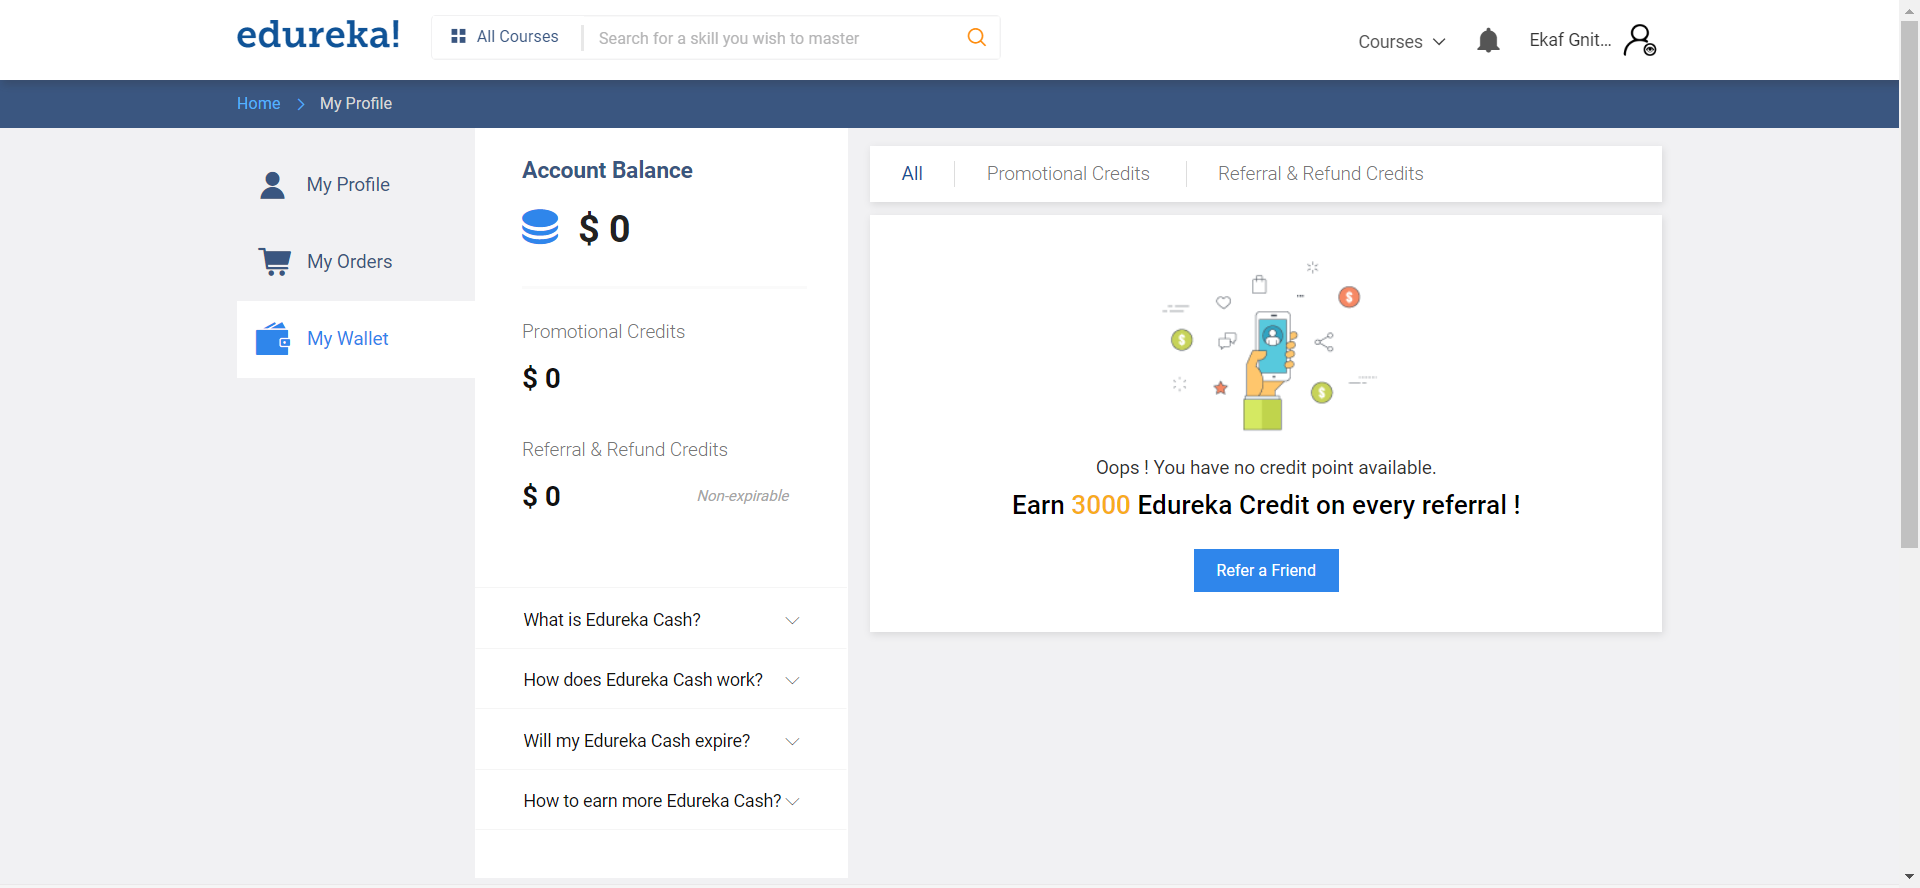 edureka!
All Courses
Search for a skill you wish to master
Courses
Ekaf Gnit...
Home
My Profile
My Profile
My Orders
My Wallet
Account Balance
$ 0
Promotional Credits
$ 0
Referral & Refund Credits
$ 0
Non-expirable
What is Edureka Cash?
How does Edureka Cash work?
Will my Edureka Cash expire?
How to earn more Edureka Cash?
All
Promotional Credits
Referral & Refund Credits
Oops ! You have no credit point available.
Earn 3000 Edureka Credit on every referral !
Refer a Friend